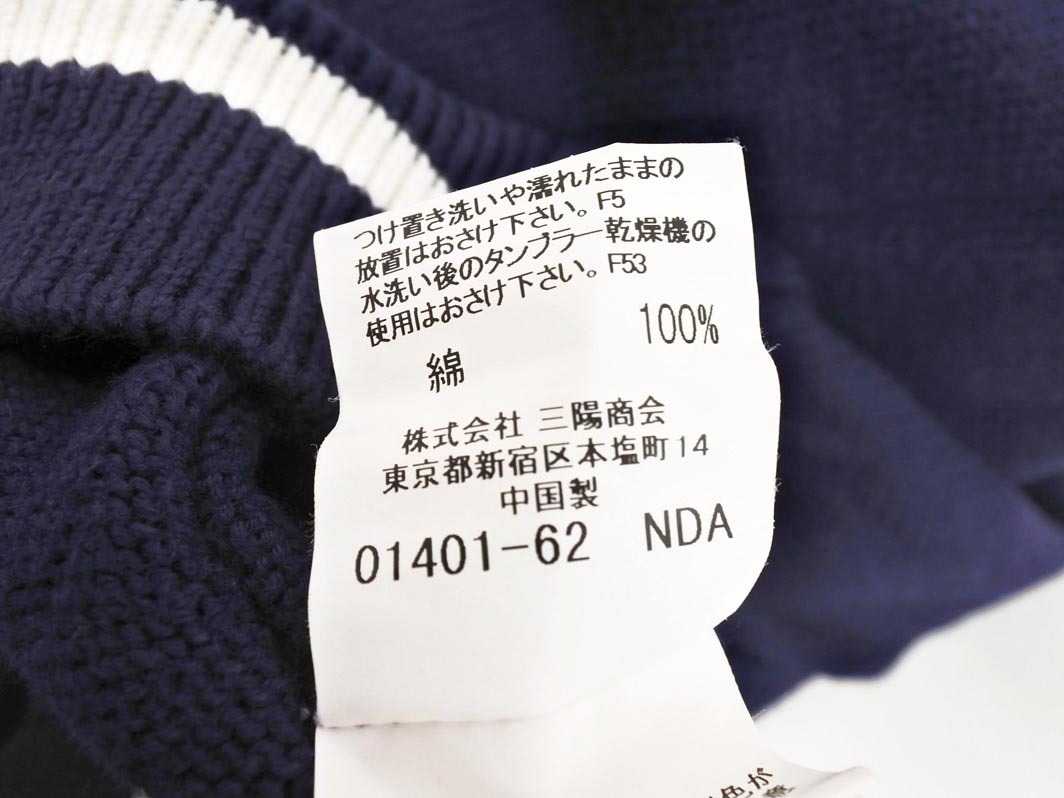 つけ置き洗いや濡れたままの
放置はおさけ下さい。F5
水洗い後のタンブラー乾燥機の
使用はおさけ下さい。F53
綿 100%
株式会社 三陽商会
東京都新宿区本塩町14
中国製
01401-62 NDA
色が